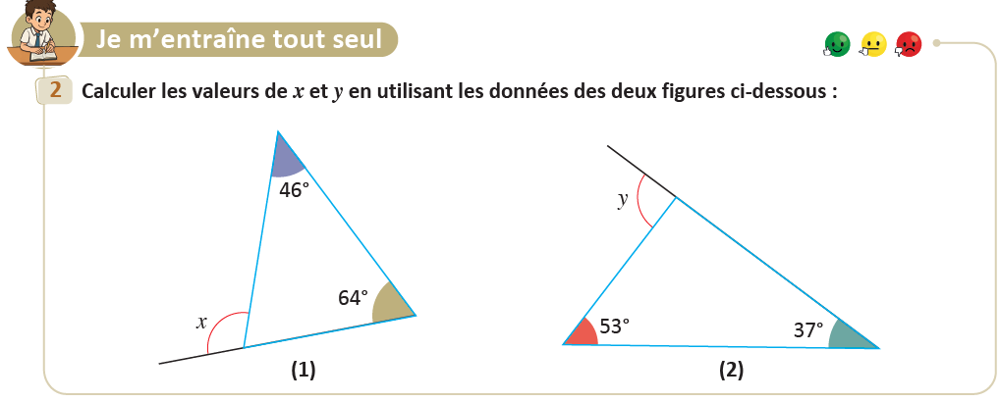 Je m’entraîne tout seul
2 Calculer les valeurs de x et y en utilisant les données des deux figures ci-dessous :
46°
64°
x
(1)
y
53°
37°
(2)